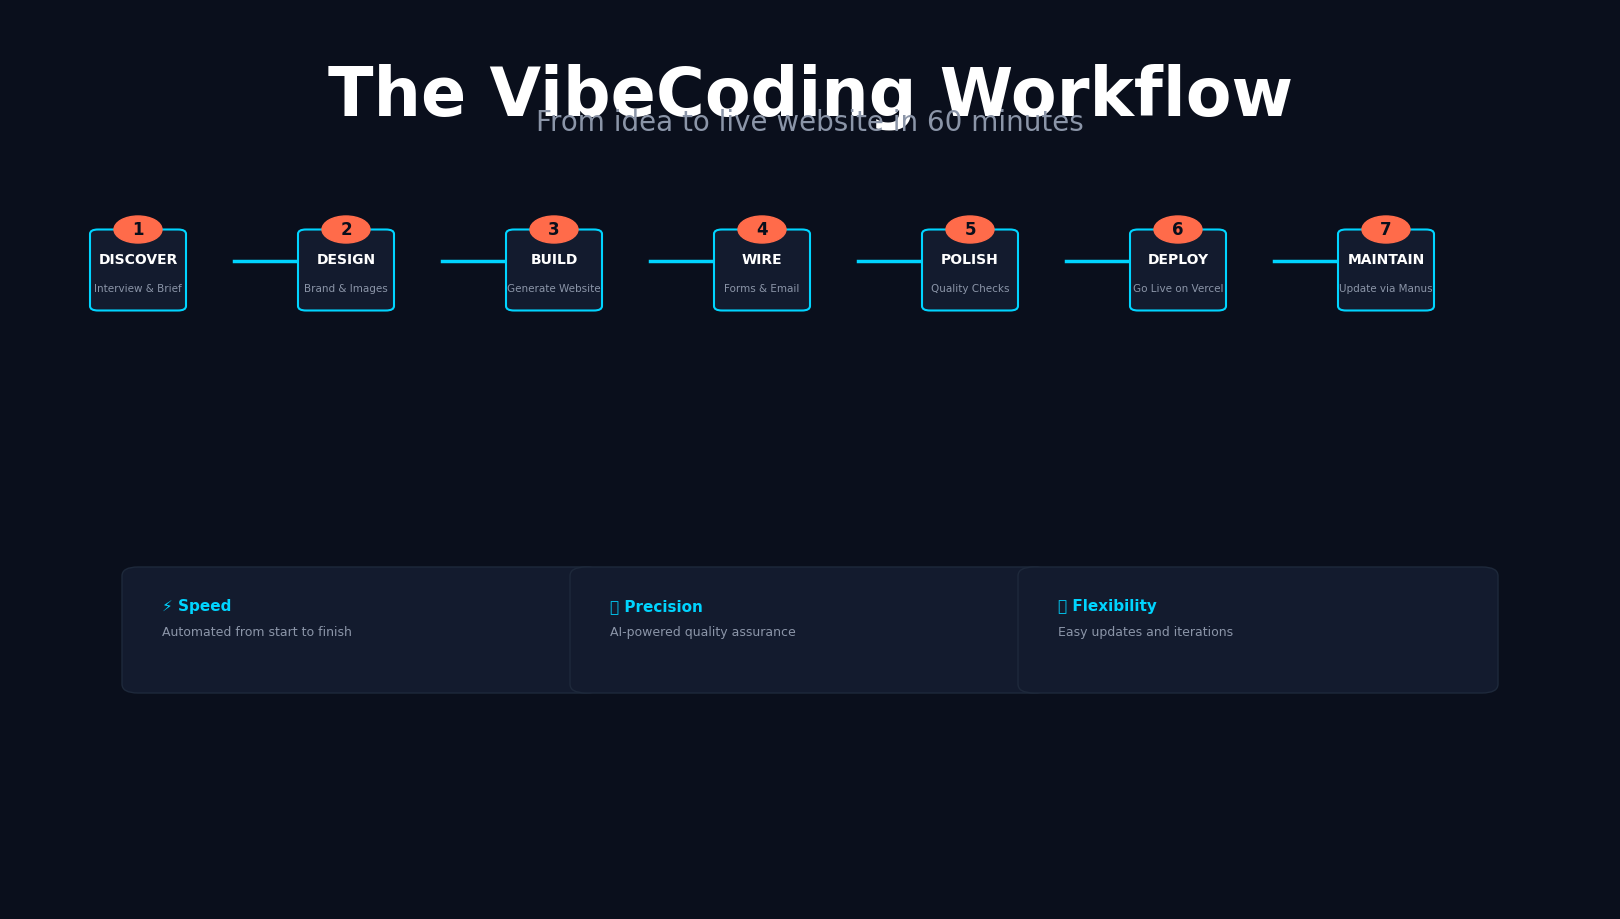 The VibeCoding Workflow
From idea to live website in 60 minutes
1
DISCOVER
Interview & Brief
2
DESIGN
Brand & Images
3
BUILD
Generate Website
4
WIRE
Forms & Email
5
POLISH
Quality Checks
6
DEPLOY
Go Live on Vercel
7
MAINTAIN
Update via Manus
⚡ Speed
Automated from start to finish
Precision
AI-powered quality assurance
Flexibility
Easy updates and iterations